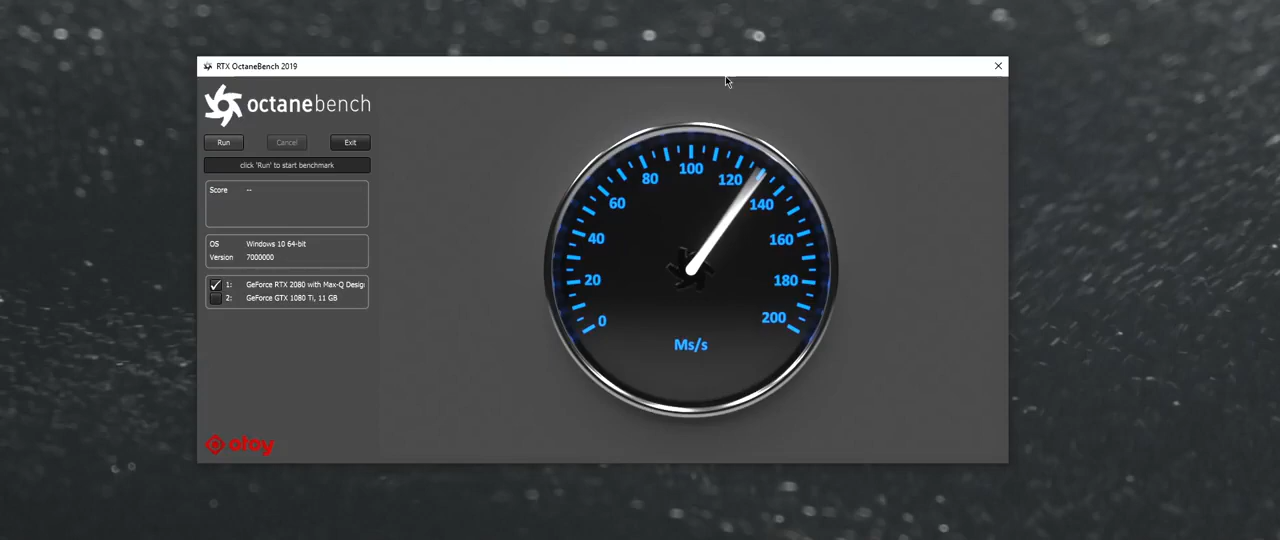 RTX OctaneBench 2019
octanebench
Run Cancel Exit
click 'Run' to start benchmark
Score --
OS Windows 10 64-bit
Version 7000000
1: GeForce RTX 2080 with Max-Q Desig
2: GeForce GTX 1080 Ti, 11 GB
otoy
0 20 40 60 80 100 120 140 160 180 200
Ms/s